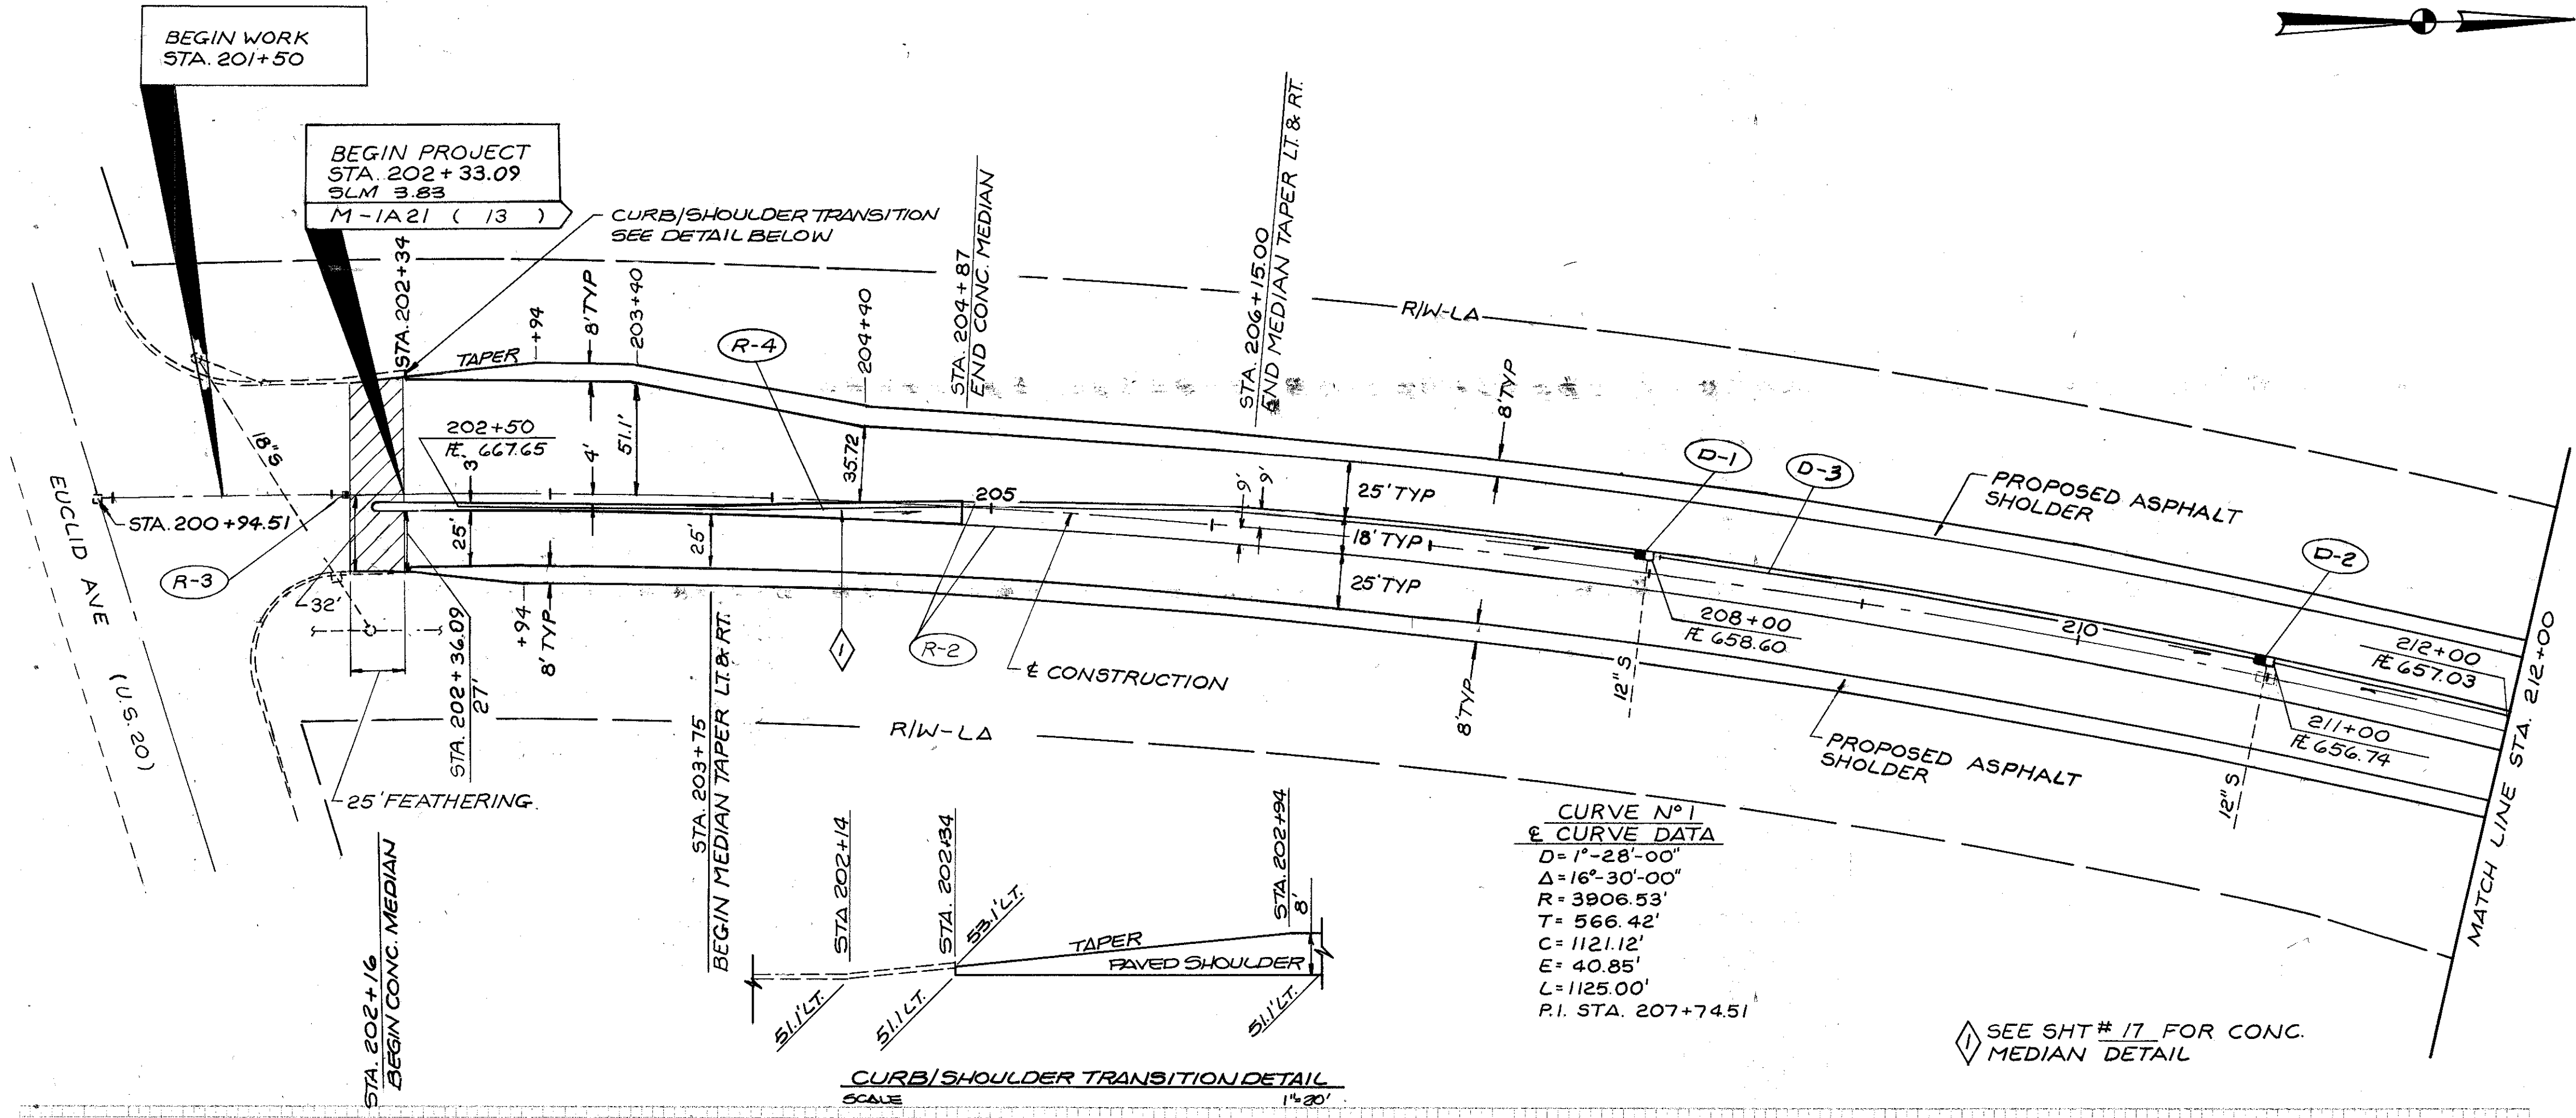 BEGIN WORK
STA. 201+50
BEGIN PROJECT
STA. 202+33.09
SLM 3.83
M-1A21 ( 13 )
CURB/SHOULDER TRANSITION
SEE DETAIL BELOW
STA. 202+34
TAPER
+94
8' TYP
203+40
R-4
204+40
STA. 204+87
END CONC. MEDIAN
STA. 206+15.00
END MEDIAN TAPER LT. & RT.
R/W-LA
8' TYP
18" S
202+50
667.65
3'
4'
51.1'
35.72
205
9'
9'
25' TYP
18' TYP
25' TYP
D-1
D-3
PROPOSED ASPHALT
SHOLDER
D-2
EUCLID AVE
(U.S.20)
STA. 200+94.51
R-3
32'
25'
25'
+94
8' TYP
STA. 202+36.09
27'
1
R-2
℄ CONSTRUCTION
208+00
658.60
210
212+00
657.03
211+00
656.74
12" S
12" S
8' TYP
PROPOSED ASPHALT
SHOLDER
MATCH LINE STA. 212+00
R/W-LA
25' FEATHERING.
STA. 203+75
BEGIN MEDIAN TAPER LT. & RT.
STA. 202+16
BEGIN CONC. MEDIAN
STA 202+14
STA. 202+34
53.1' LT.
STA. 202+94
8'
TAPER
PAVED SHOULDER
51.1' LT.
51.1 LT.
51.1' LT.
CURB/SHOULDER TRANSITION DETAIL
SCALE 1"=20'
CURVE Nº 1
℄ CURVE DATA
D= 1°-28'-00"
Δ= 16°-30'-00"
R= 3906.53'
T= 566.42'
C= 1121.12'
E= 40.85'
L= 1125.00'
P.I. STA. 207+74.51
1 SEE SHT # 17 FOR CONC.
MEDIAN DETAIL